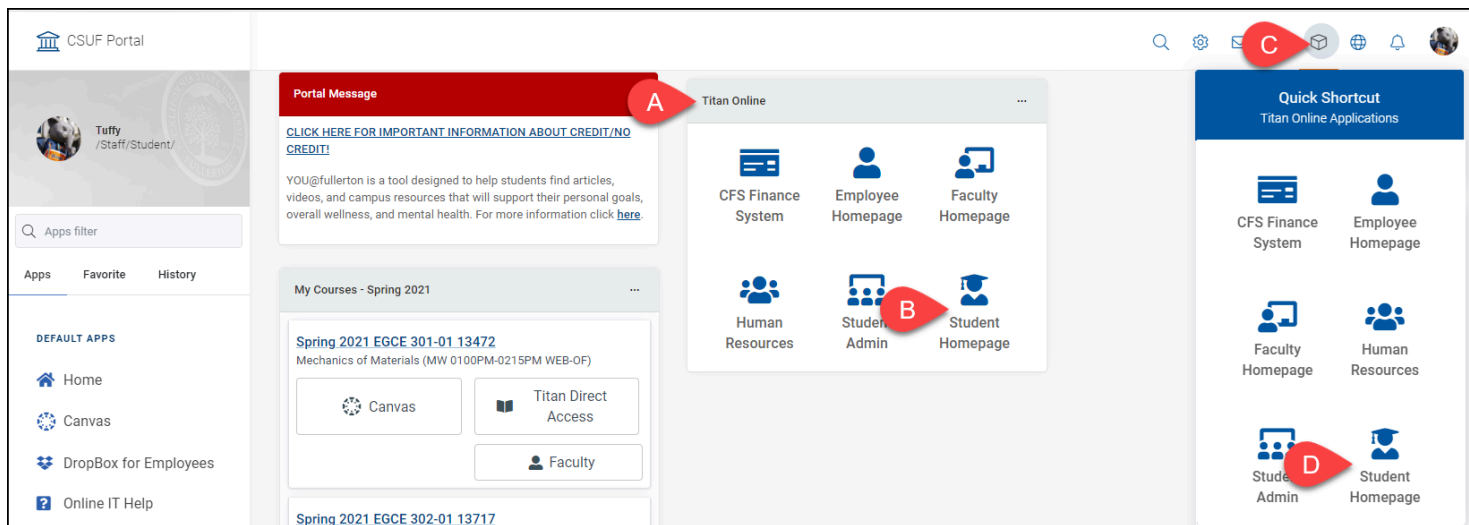 CSUF Portal
C
Tuffy
/Staff/Student/
Apps filter
Apps Favorite History
DEFAULT APPS
Home
Canvas
DropBox for Employees
Online IT Help
Portal Message
CLICK HERE FOR IMPORTANT INFORMATION ABOUT CREDIT/NO
CREDIT!
YOU@fullerton is a tool designed to help students find articles,
videos, and campus resources that will support their personal goals,
overall wellness, and mental health. For more information click here.
My Courses - Spring 2021 ...
Spring 2021 EGCE 301-01 13472
Mechanics of Materials (MW 0100PM-0215PM WEB-OF)
Canvas
Titan Direct
Access
Faculty
Spring 2021 EGCE 302-01 13717
A
Titan Online ...
CFS Finance
System
Employee
Homepage
Faculty
Homepage
Human
Resources
Studen
Admin
B
Student
Homepage
Quick Shortcut
Titan Online Applications
CFS Finance
System
Employee
Homepage
Faculty
Homepage
Human
Resources
Stude
Admin
D
Student
Homepage